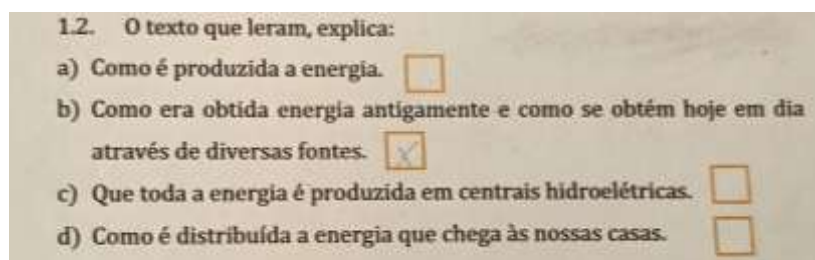 1.2. O texto que leram, explica:
a) Como é produzida a energia.
b) Como era obtida energia antigamente e como se obtém hoje em dia
através de diversas fontes. X
c) Que toda a energia é produzida em centrais hidroelétricas.
d) Como é distribuída a energia que chega às nossas casas.